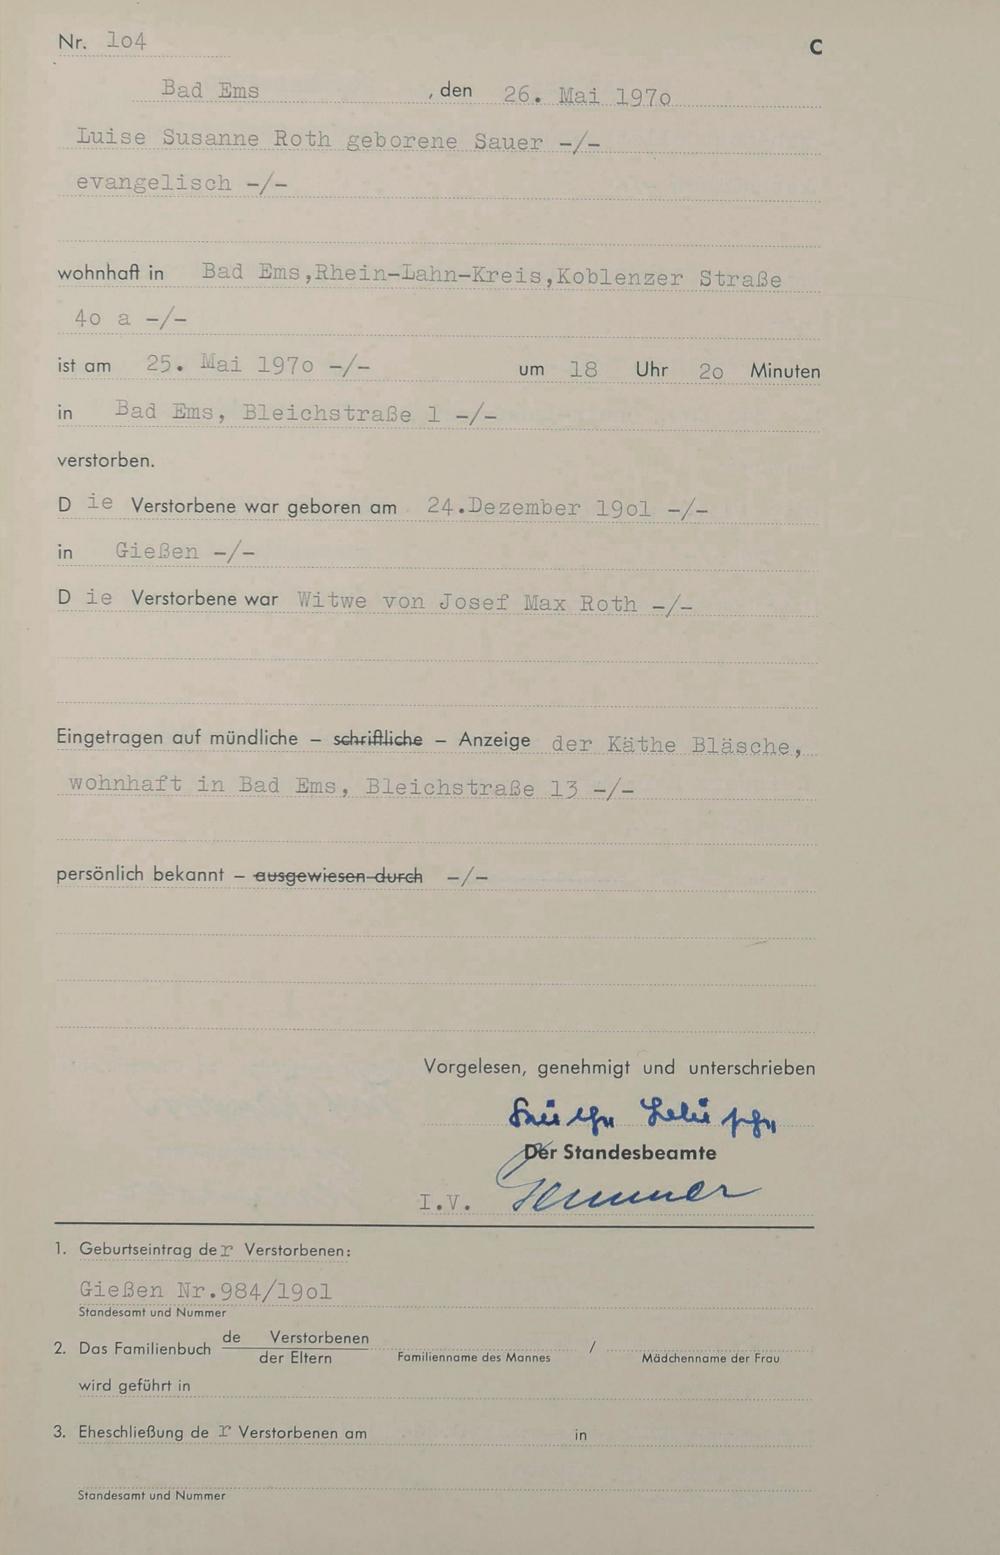 Nr. 1o4
C
Bad Ems , den 26. Mai 197o
Luise Susanne Roth geborene Sauer -/-
evangelisch -/-
wohnhaft in Bad Ems,Rhein-Lahn-Kreis,Koblenzer Straße
4o a -/-
ist am 25. Mai 197o -/- um 18 Uhr 2o Minuten
in Bad Ems, Bleichstraße 1 -/-
verstorben.
D ie Verstorbene war geboren am 24.Dezember 19o1 -/-
in Gießen -/-
D ie Verstorbene war Witwe von Josef Max Roth -/-
Eingetragen auf mündliche – schriftliche – Anzeige der Käthe Bläsche,
wohnhaft in Bad Ems, Bleichstraße 13 -/-
persönlich bekannt – ausgewiesen durch -/-
Vorgelesen, genehmigt und unterschrieben
Käthe Bläsche
Der Standesbeamte
I.V.
1. Geburtseintrag der Verstorbenen:
Gießen Nr.984/19o1
Standesamt und Nummer
2. Das Familienbuch de Verstorbenen / der Eltern Familienname des Mannes / Mädchenname der Frau
wird geführt in
3. Eheschließung de r Verstorbenen am in
Standesamt und Nummer